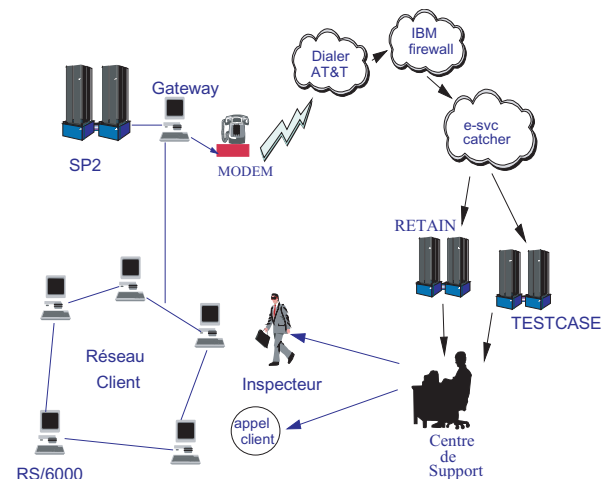 IBM
firewall
Dialer
AT&T
Gateway
e-svc
catcher
SP2
MODEM
RETAIN
TESTCASE
Réseau
Client
Inspecteur
appel
client
Centre
de
Support
RS/6000